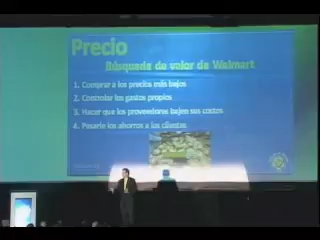 Precio
Búsqueda de valor de Walmart
1. Comprar a los precios más bajos
2. Controlar los gastos propios
3. Hacer que los proveedores bajen sus costos
4. Pasarle los ahorros a los clientes